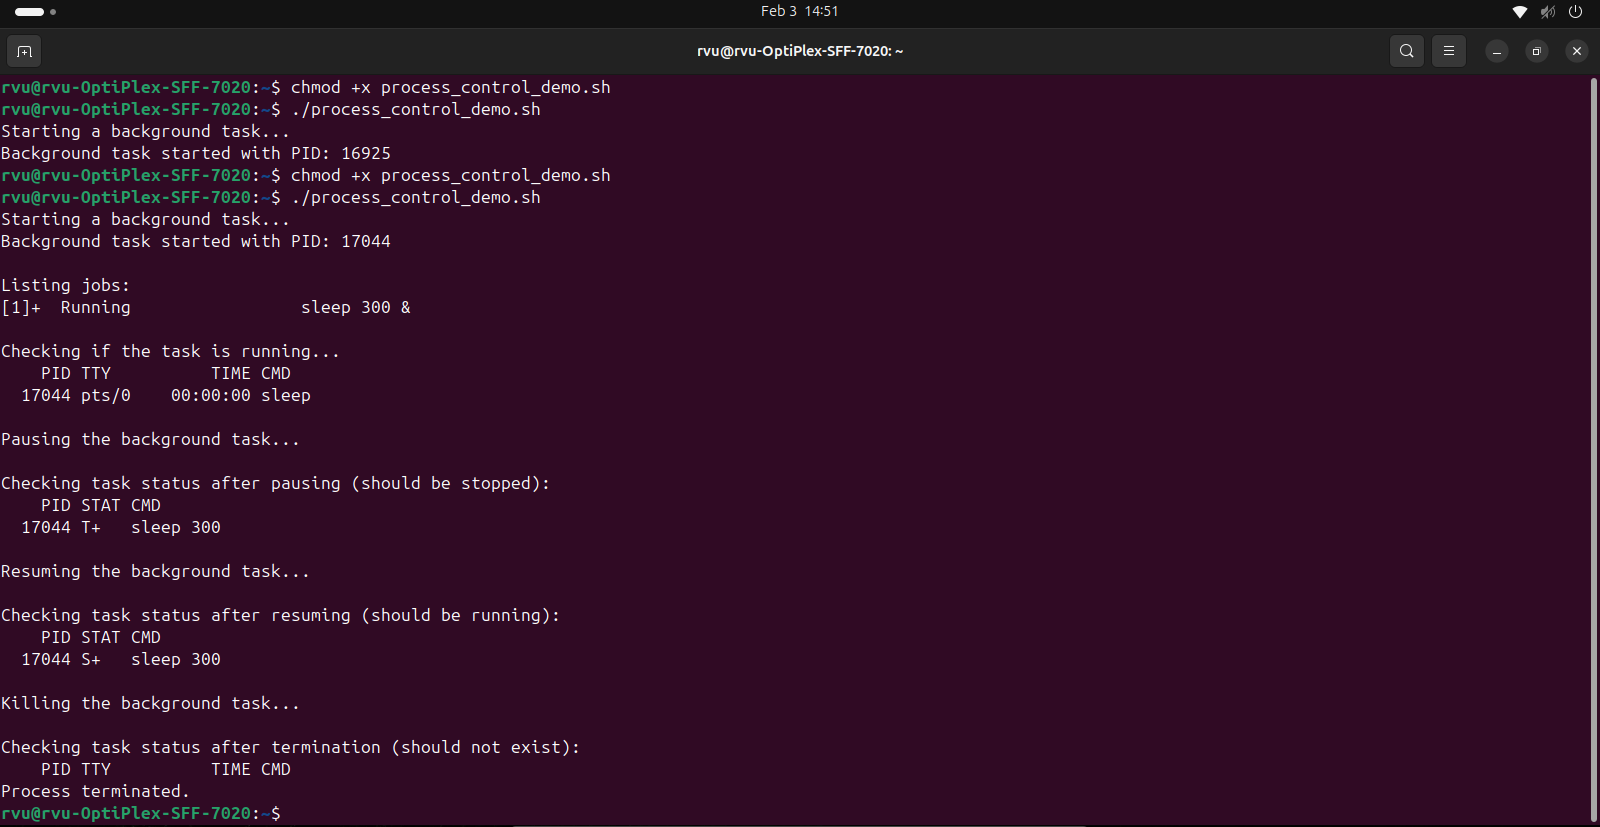 Feb 3 14:51
rvu@rvu-OptiPlex-SFF-7020: ~
rvu@rvu-OptiPlex-SFF-7020:~$ chmod +x process_control_demo.sh
rvu@rvu-OptiPlex-SFF-7020:~$ ./process_control_demo.sh
Starting a background task...
Background task started with PID: 16925
rvu@rvu-OptiPlex-SFF-7020:~$ chmod +x process_control_demo.sh
rvu@rvu-OptiPlex-SFF-7020:~$ ./process_control_demo.sh
Starting a background task...
Background task started with PID: 17044

Listing jobs:
[1]+  Running                 sleep 300 &

Checking if the task is running...
    PID TTY          TIME CMD
  17044 pts/0    00:00:00 sleep

Pausing the background task...

Checking task status after pausing (should be stopped):
    PID STAT CMD
  17044 T+   sleep 300

Resuming the background task...

Checking task status after resuming (should be running):
    PID STAT CMD
  17044 S+   sleep 300

Killing the background task...

Checking task status after termination (should not exist):
    PID TTY          TIME CMD
Process terminated.
rvu@rvu-OptiPlex-SFF-7020:~$